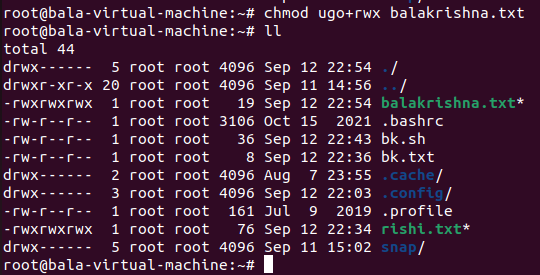 root@bala-virtual-machine:~# chmod ugo+rwx balakrishna.txt
root@bala-virtual-machine:~# ll
total 44
drwx------  5 root root 4096 Sep 12 22:54 ./
drwxr-xr-x 20 root root 4096 Sep 11 14:56 ../
-rwxrwxrwx  1 root root   19 Sep 12 22:54 balakrishna.txt*
-rw-r--r--  1 root root 3106 Oct 15  2021 .bashrc
-rw-r--r--  1 root root   36 Sep 12 22:43 bk.sh
-rw-r--r--  1 root root    8 Sep 12 22:36 bk.txt
drwx------  2 root root 4096 Aug  7 23:55 .cache/
drwx------  3 root root 4096 Sep 12 22:03 .config/
-rw-r--r--  1 root root  161 Jul  9  2019 .profile
-rwxrwxrwx  1 root root   76 Sep 12 22:34 rishi.txt*
drwx------  5 root root 4096 Sep 11 15:02 snap/
root@bala-virtual-machine:~#